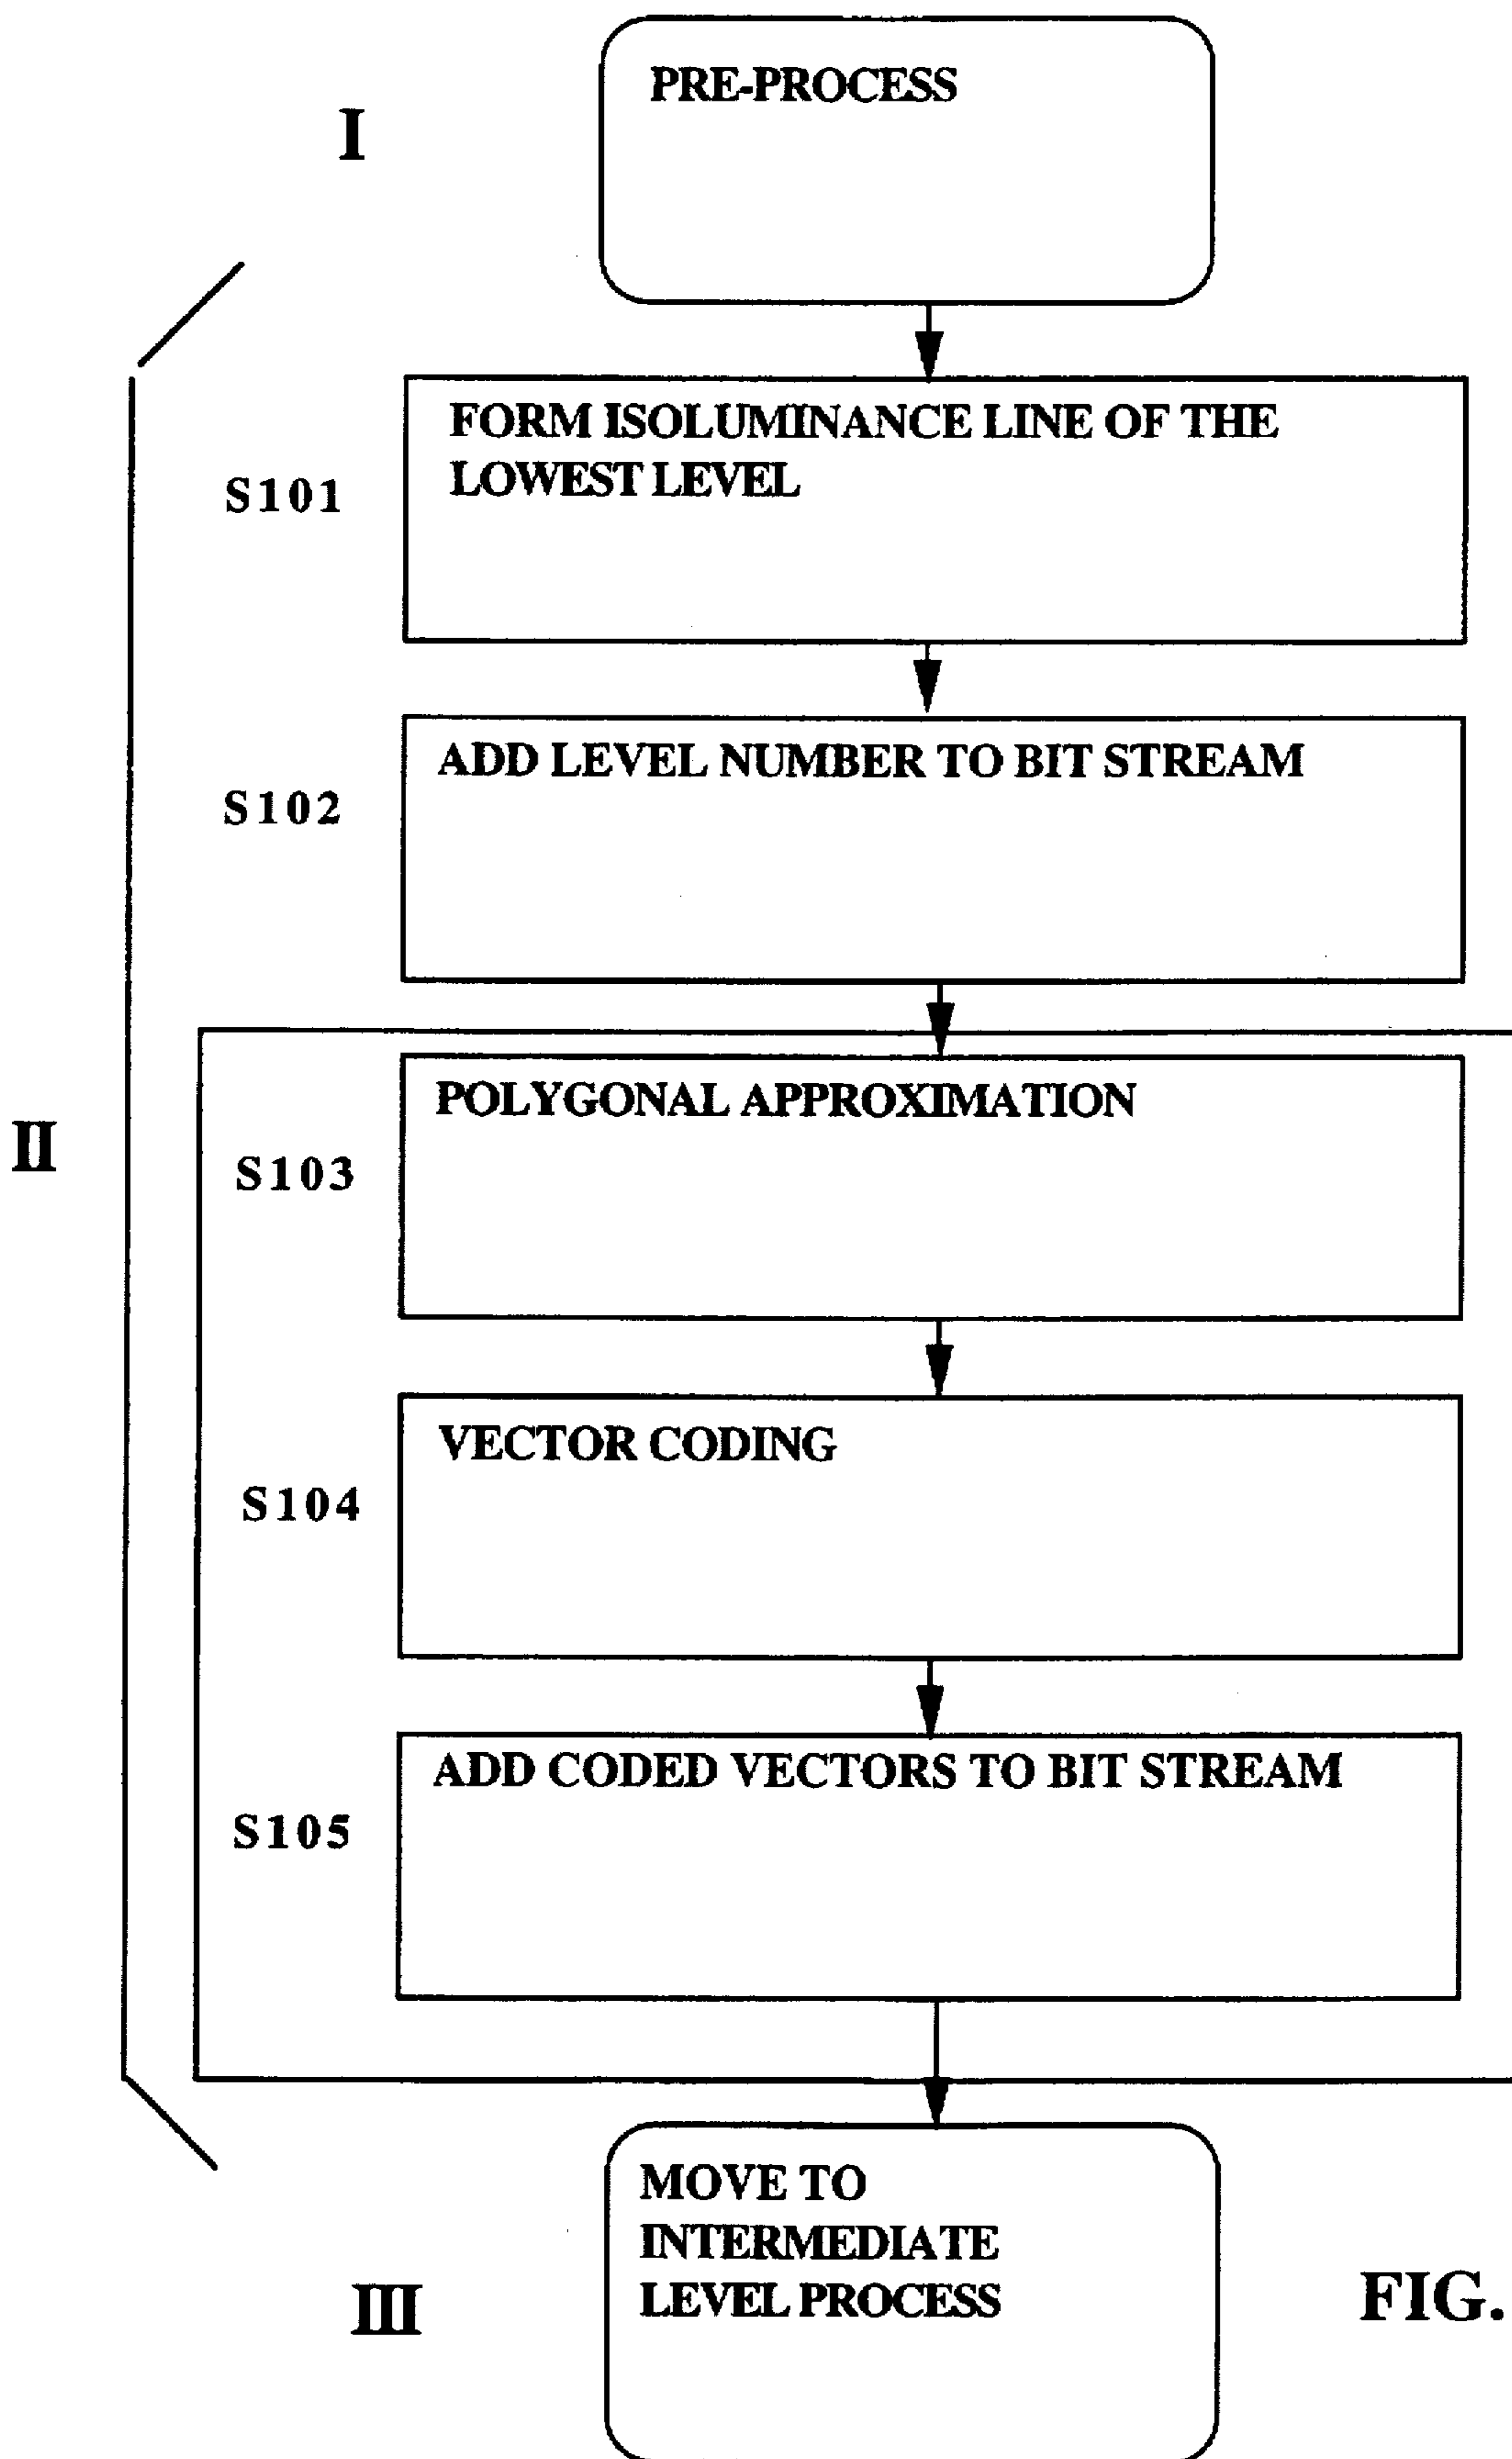 PRE-PROCESS
I
FORM ISOLUMINANCE LINE OF THE
LOWEST LEVEL
S101
ADD LEVEL NUMBER TO BIT STREAM
S102
POLYGONAL APPROXIMATION
II
S103
VECTOR CODING
S104
ADD CODED VECTORS TO BIT STREAM
S105
MOVE TO
INTERMEDIATE
LEVEL PROCESS
III
FIG.